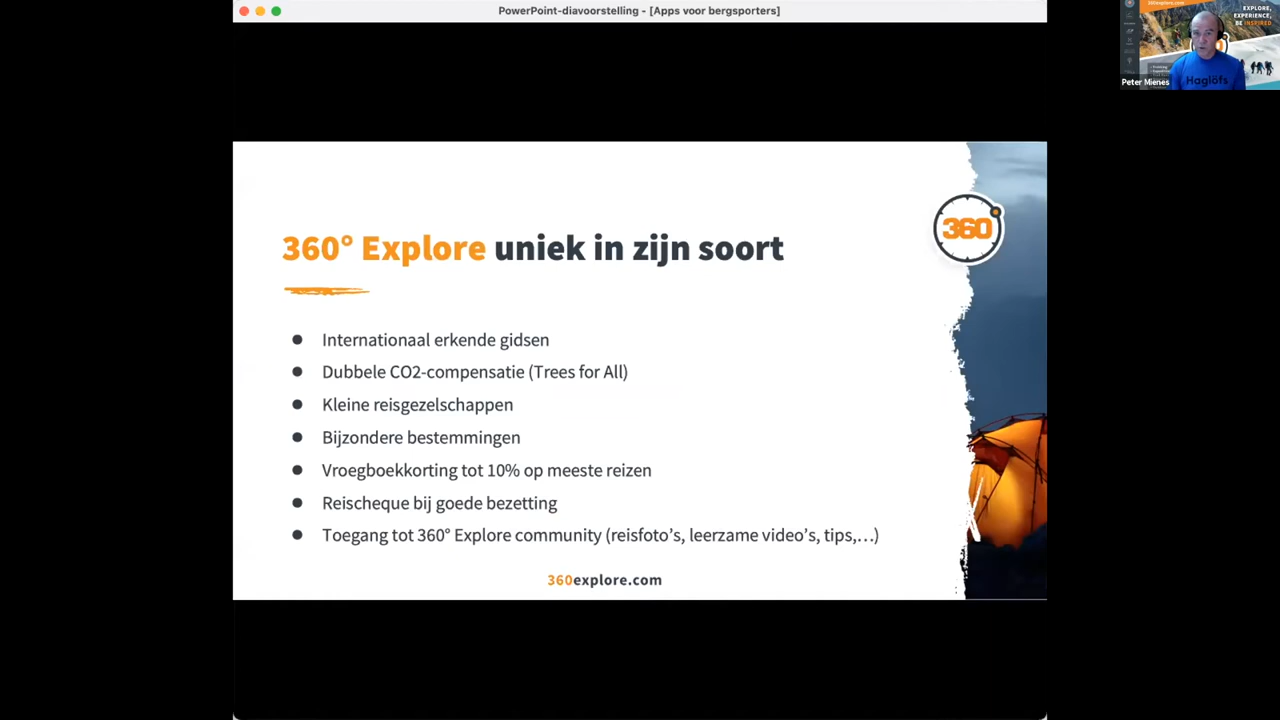 PowerPoint-diavoorstelling - [Apps voor bergsporters]
360explore.com
EXPLORE,
EXPERIENCE,
BE INSPIRED
Haglöfs
Peter Mienes
360
360° Explore uniek in zijn soort
Internationaal erkende gidsen
Dubbele CO2-compensatie (Trees for All)
Kleine reisgezelschappen
Bijzondere bestemmingen
Vroegboekkorting tot 10% op meeste reizen
Reischeque bij goede bezetting
Toegang tot 360° Explore community (reisfoto's, leerzame video's, tips,...)
360explore.com